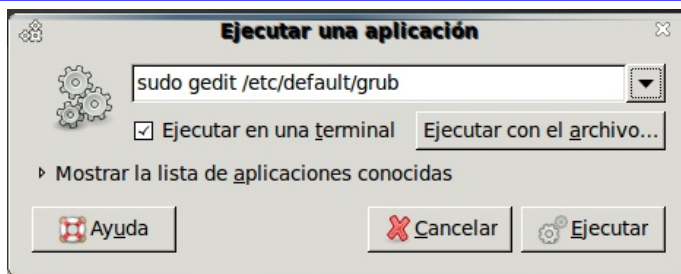 Ejecutar una aplicación
sudo gedit /etc/default/grub
Ejecutar en una terminal Ejecutar con el archivo...
Mostrar la lista de aplicaciones conocidas
Ayuda Cancelar Ejecutar